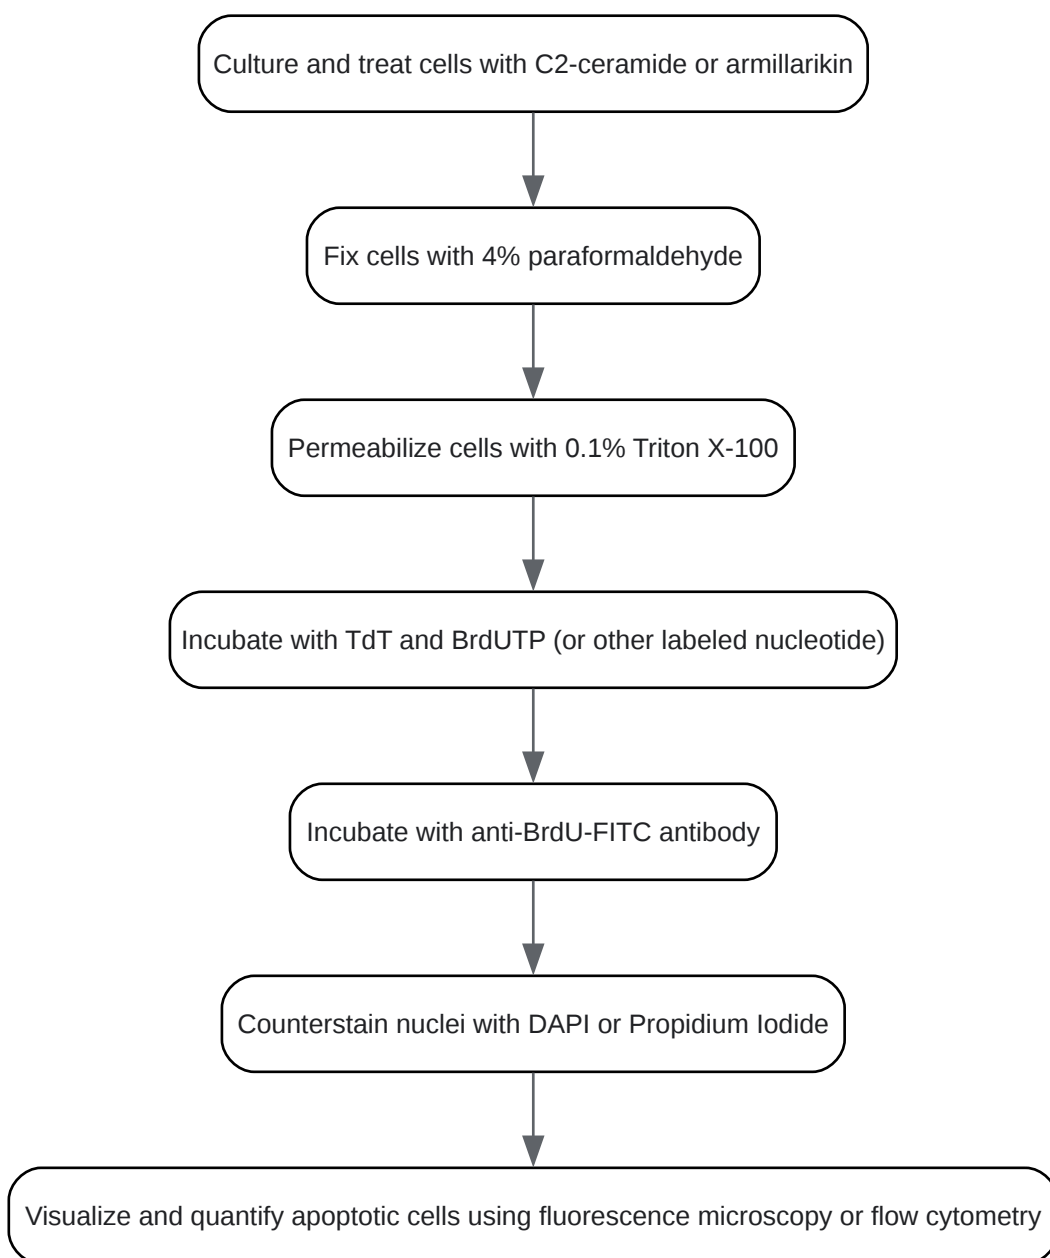 Culture and treat cells with C2-ceramide or armillarikin
Fix cells with 4% paraformaldehyde
Permeabilize cells with 0.1% Triton X-100
Incubate with TdT and BrdUTP (or other labeled nucleotide)
Incubate with anti-BrdU-FITC antibody
Counterstain nuclei with DAPI or Propidium Iodide
Visualize and quantify apoptotic cells using fluorescence microscopy or flow cytometry